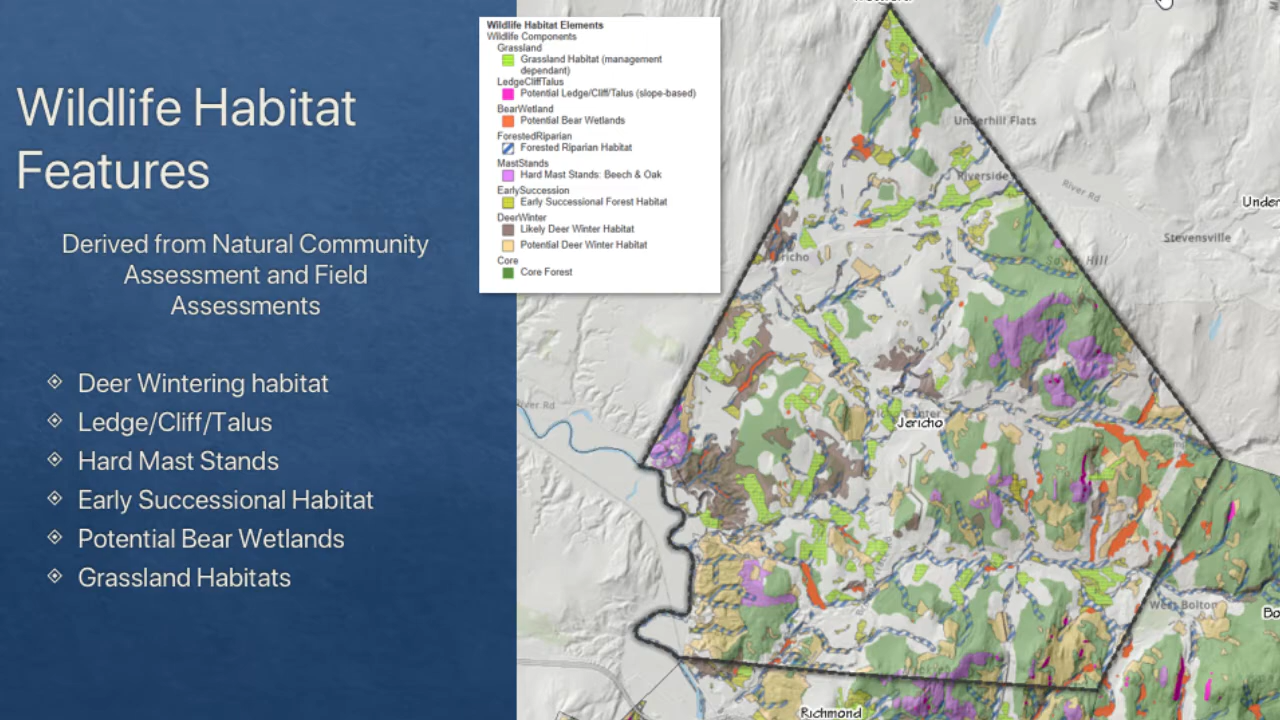 Wildlife Habitat
Features
Derived from Natural Community
Assessment and Field
Assessments
Deer Wintering habitat
Ledge/Cliff/Talus
Hard Mast Stands
Early Successional Habitat
Potential Bear Wetlands
Grassland Habitats
Wildlife Habitat Elements
Wildlife Components
Grassland
Grassland Habitat (management
dependant)
LedgeCliffTalus
Potential Ledge/Cliff/Talus (slope-based)
BearWetland
Potential Bear Wetlands
ForestedRiparian
Forested Riparian Habitat
MastStands
Hard Mast Stands: Beech & Oak
EarlySuccession
Early Successional Forest Habitat
DeerWinter
Likely Deer Winter Habitat
Potential Deer Winter Habitat
Core
Core Forest
Underhill Flats
Riverside
River Rd
Under
Stevensville
River Rd
Jericho
West Bolton
Bo
Richmond